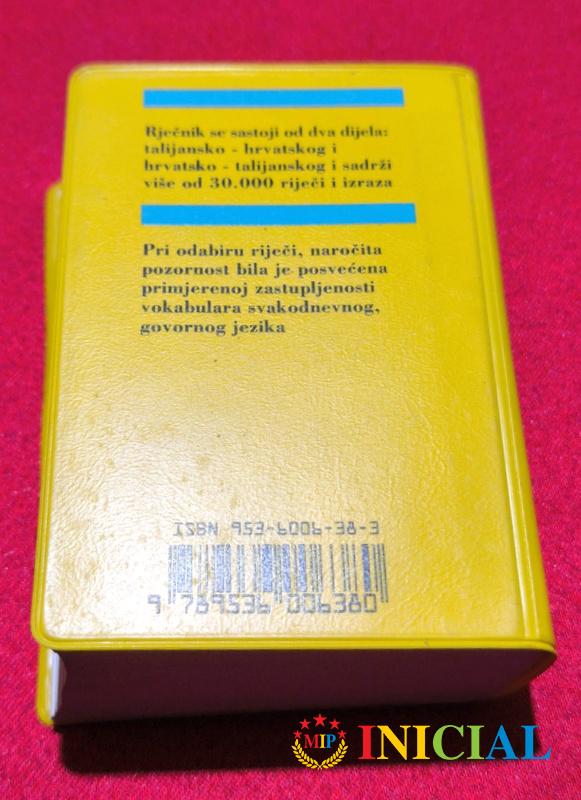 Rječnik se sastoji od dva dijela:
talijansko - hrvatskog i
hrvatsko - talijanskog i sadrži
više od 30.000 riječi i izraza
Pri odabiru riječi, naročita
pozornost bila je posvećena
primjerenoj zastupljenosti
vokabulara svakodnevnog,
govornog jezika
ISBN 953-6006-38-3
9 789536 006380
MIP INICIAL